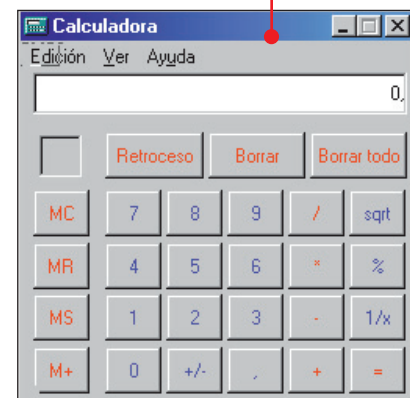 Calculadora
Edición Ver Ayuda
0,
Retroceso Borrar Borrar todo
MC 7 8 9 / sqrt
MR 4 5 6 * %
MS 1 2 3 - 1/x
M+ 0 +/- , + =